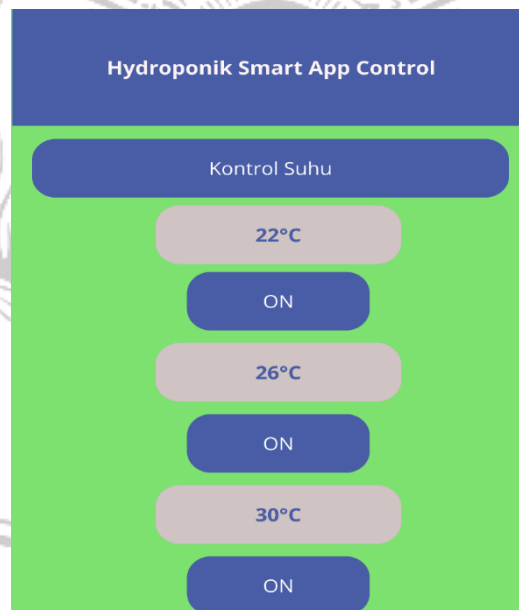 Hydroponik Smart App Control
Kontrol Suhu
22°C
ON
26°C
ON
30°C
ON